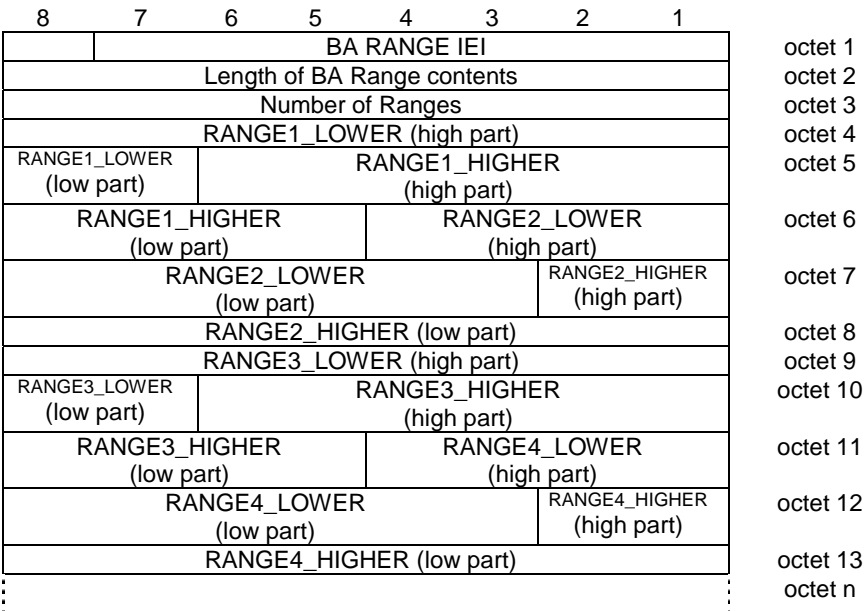 8 7 6 5 4 3 2 1
BA RANGE IEI octet 1
Length of BA Range contents octet 2
Number of Ranges octet 3
RANGE1_LOWER (high part) octet 4
RANGE1_LOWER RANGE1_HIGHER octet 5
(low part) (high part)
RANGE1_HIGHER RANGE2_LOWER octet 6
(low part) (high part)
RANGE2_LOWER RANGE2_HIGHER octet 7
(low part) (high part)
RANGE2_HIGHER (low part) octet 8
RANGE3_LOWER (high part) octet 9
RANGE3_LOWER RANGE3_HIGHER octet 10
(low part) (high part)
RANGE3_HIGHER RANGE4_LOWER octet 11
(low part) (high part)
RANGE4_LOWER RANGE4_HIGHER octet 12
(low part) (high part)
RANGE4_HIGHER (low part) octet 13
octet n